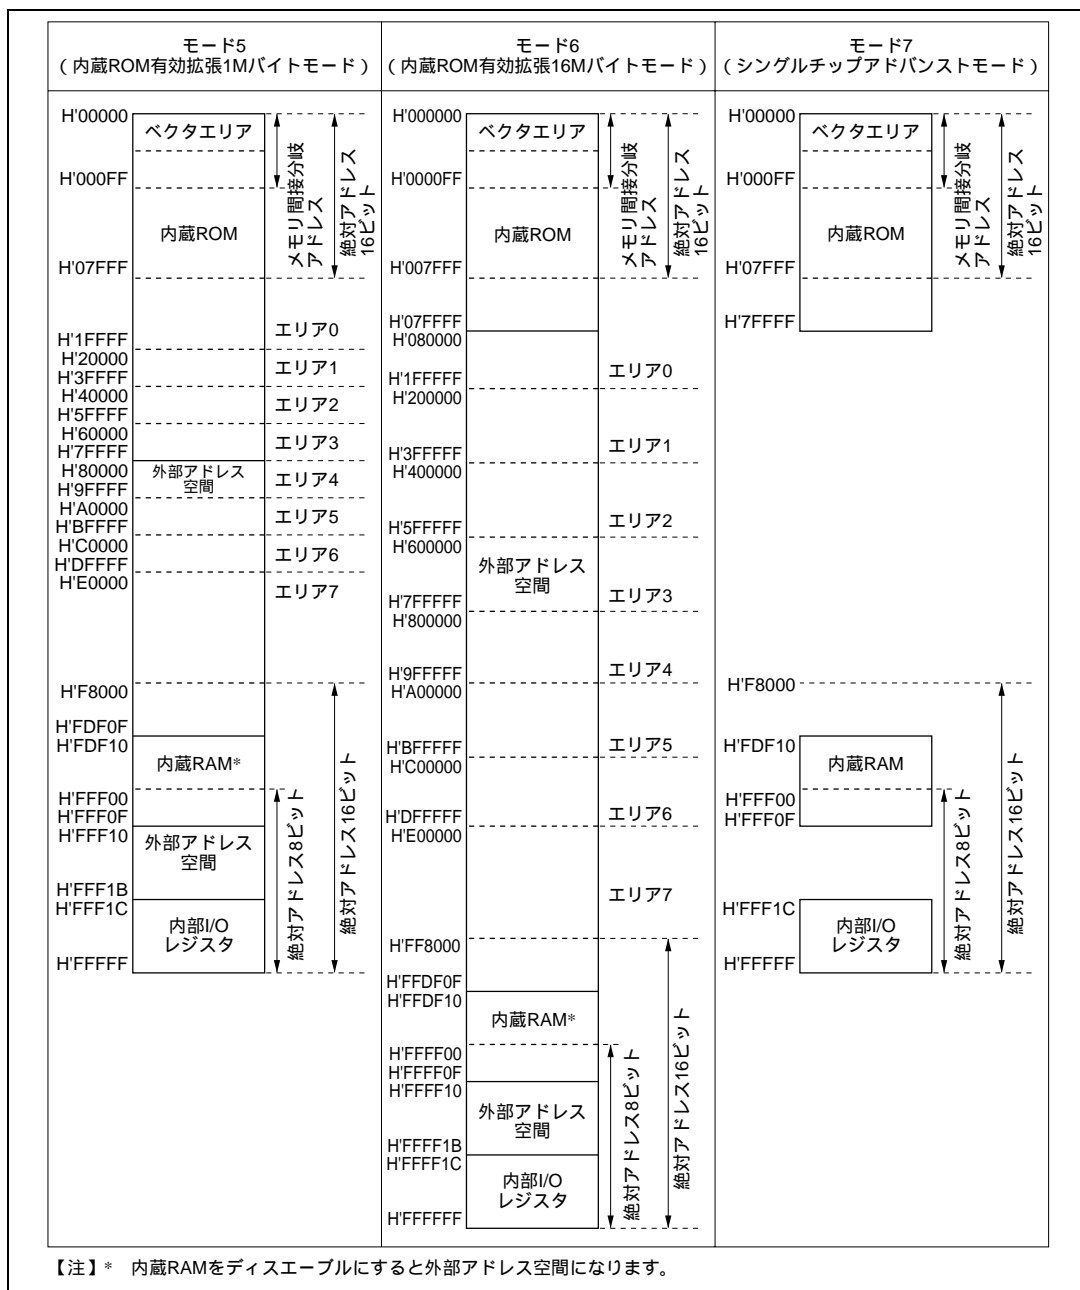 モード5
(内蔵ROM有効拡張1Mバイトモード)
H'00000
ベクタエリア
H'000FF
内蔵ROM
H'07FFF
メモリ間接分岐
アドレス
絶対アドレス
16ビット
H'1FFFF
エリア0
H'20000
H'3FFFF
エリア1
H'40000
H'5FFFF
エリア2
H'60000
H'7FFFF
エリア3
H'80000
H'9FFFF
外部アドレス
空間
エリア4
H'A0000
H'BFFFF
エリア5
H'C0000
H'DFFFF
エリア6
H'E0000
エリア7
H'F8000
H'FDF0F
H'FDF10
内蔵RAM*
H'FFF00
H'FFF0F
H'FFF10
外部アドレス
空間
H'FFF1B
H'FFF1C
内部I/O
レジスタ
H'FFFFF
絶対アドレス8ビット
絶対アドレス16ビット
モード6
(内蔵ROM有効拡張16Mバイトモード)
H'000000
ベクタエリア
H'0000FF
内蔵ROM
H'007FFF
メモリ間接分岐
アドレス
絶対アドレス
16ビット
H'07FFFF
H'080000
エリア0
H'1FFFFF
H'200000
エリア1
H'3FFFFF
H'400000
エリア2
H'5FFFFF
H'600000
外部アドレス
空間
エリア3
H'7FFFFF
H'800000
エリア4
H'9FFFFF
H'A00000
エリア5
H'BFFFFF
H'C00000
エリア6
H'DFFFFF
H'E00000
エリア7
H'FF8000
H'FFDF0F
H'FFDF10
内蔵RAM*
H'FFFF00
H'FFFF0F
H'FFFF10
外部アドレス
空間
H'FFFF1B
H'FFFF1C
内部I/O
レジスタ
H'FFFFFF
絶対アドレス8ビット
絶対アドレス16ビット
モード7
(シングルチップアドバンストモード)
H'00000
ベクタエリア
H'000FF
内蔵ROM
H'07FFF
メモリ間接分岐
アドレス
絶対アドレス
16ビット
H'7FFFF
H'F8000
H'FDF10
内蔵RAM
H'FFF00
H'FFF0F
H'FFF1C
内部I/O
レジスタ
H'FFFFF
絶対アドレス8ビット
絶対アドレス16ビット
【注】* 内蔵RAMをディスエーブルにすると外部アドレス空間になります。